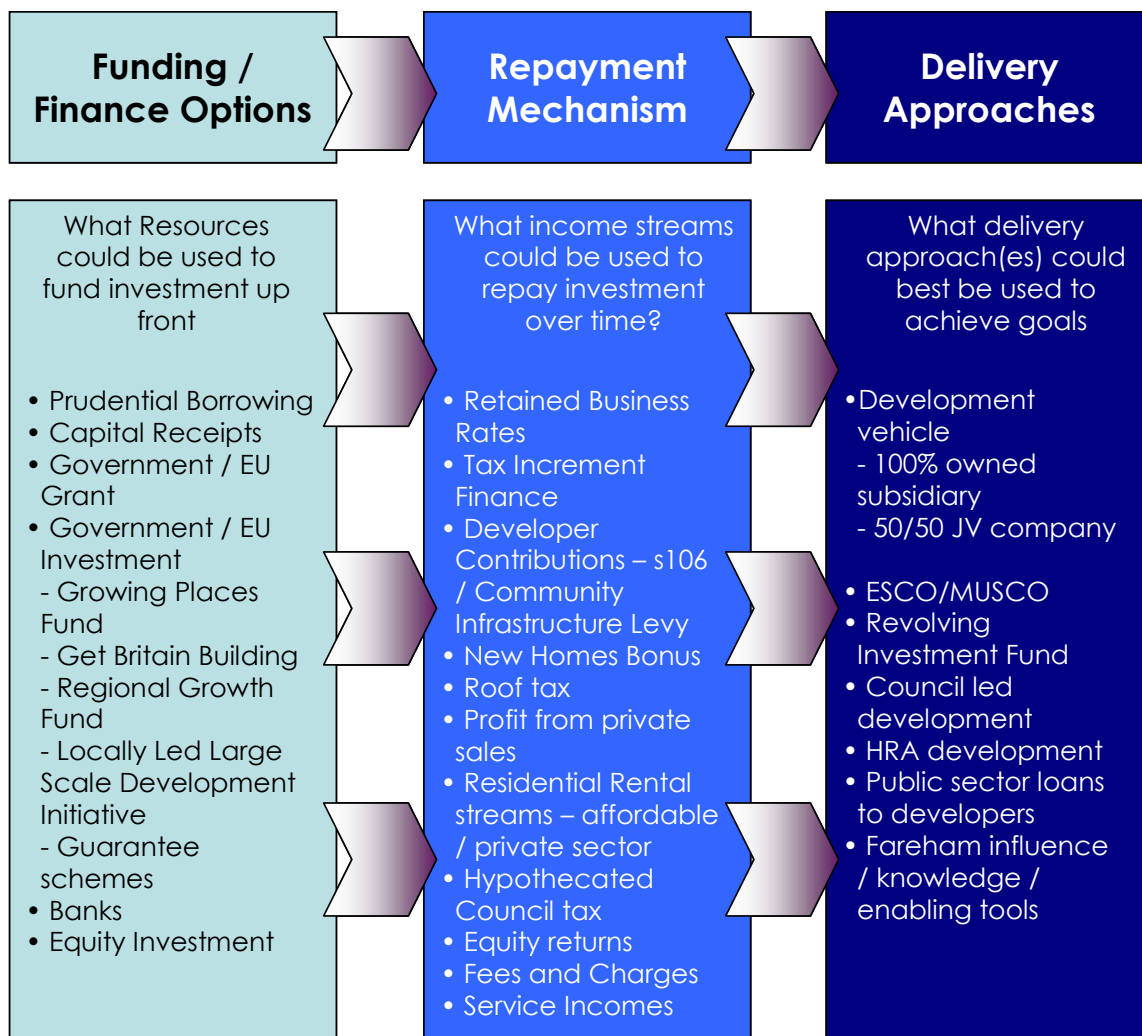 Funding /
Finance Options
Repayment
Mechanism
Delivery
Approaches
What Resources
could be used to
fund investment up
front
• Prudential Borrowing
• Capital Receipts
• Government / EU
Grant
• Government / EU
Investment
- Growing Places
Fund
- Get Britain Building
- Regional Growth
Fund
- Locally Led Large
Scale Development
Initiative
- Guarantee
schemes
• Banks
• Equity Investment
What income streams
could be used to
repay investment
over time?
• Retained Business
Rates
• Tax Increment
Finance
• Developer
Contributions – s106
/ Community
Infrastructure Levy
• New Homes Bonus
• Roof tax
• Profit from private
sales
• Residential Rental
streams – affordable
/ private sector
• Hypothecated
Council tax
• Equity returns
• Fees and Charges
• Service Incomes
What delivery
approach(es) could
best be used to
achieve goals
•Development
vehicle
- 100% owned
subsidiary
- 50/50 JV company
• ESCO/MUSCO
• Revolving
Investment Fund
• Council led
development
• HRA development
• Public sector loans
to developers
• Fareham influence
/ knowledge /
enabling tools